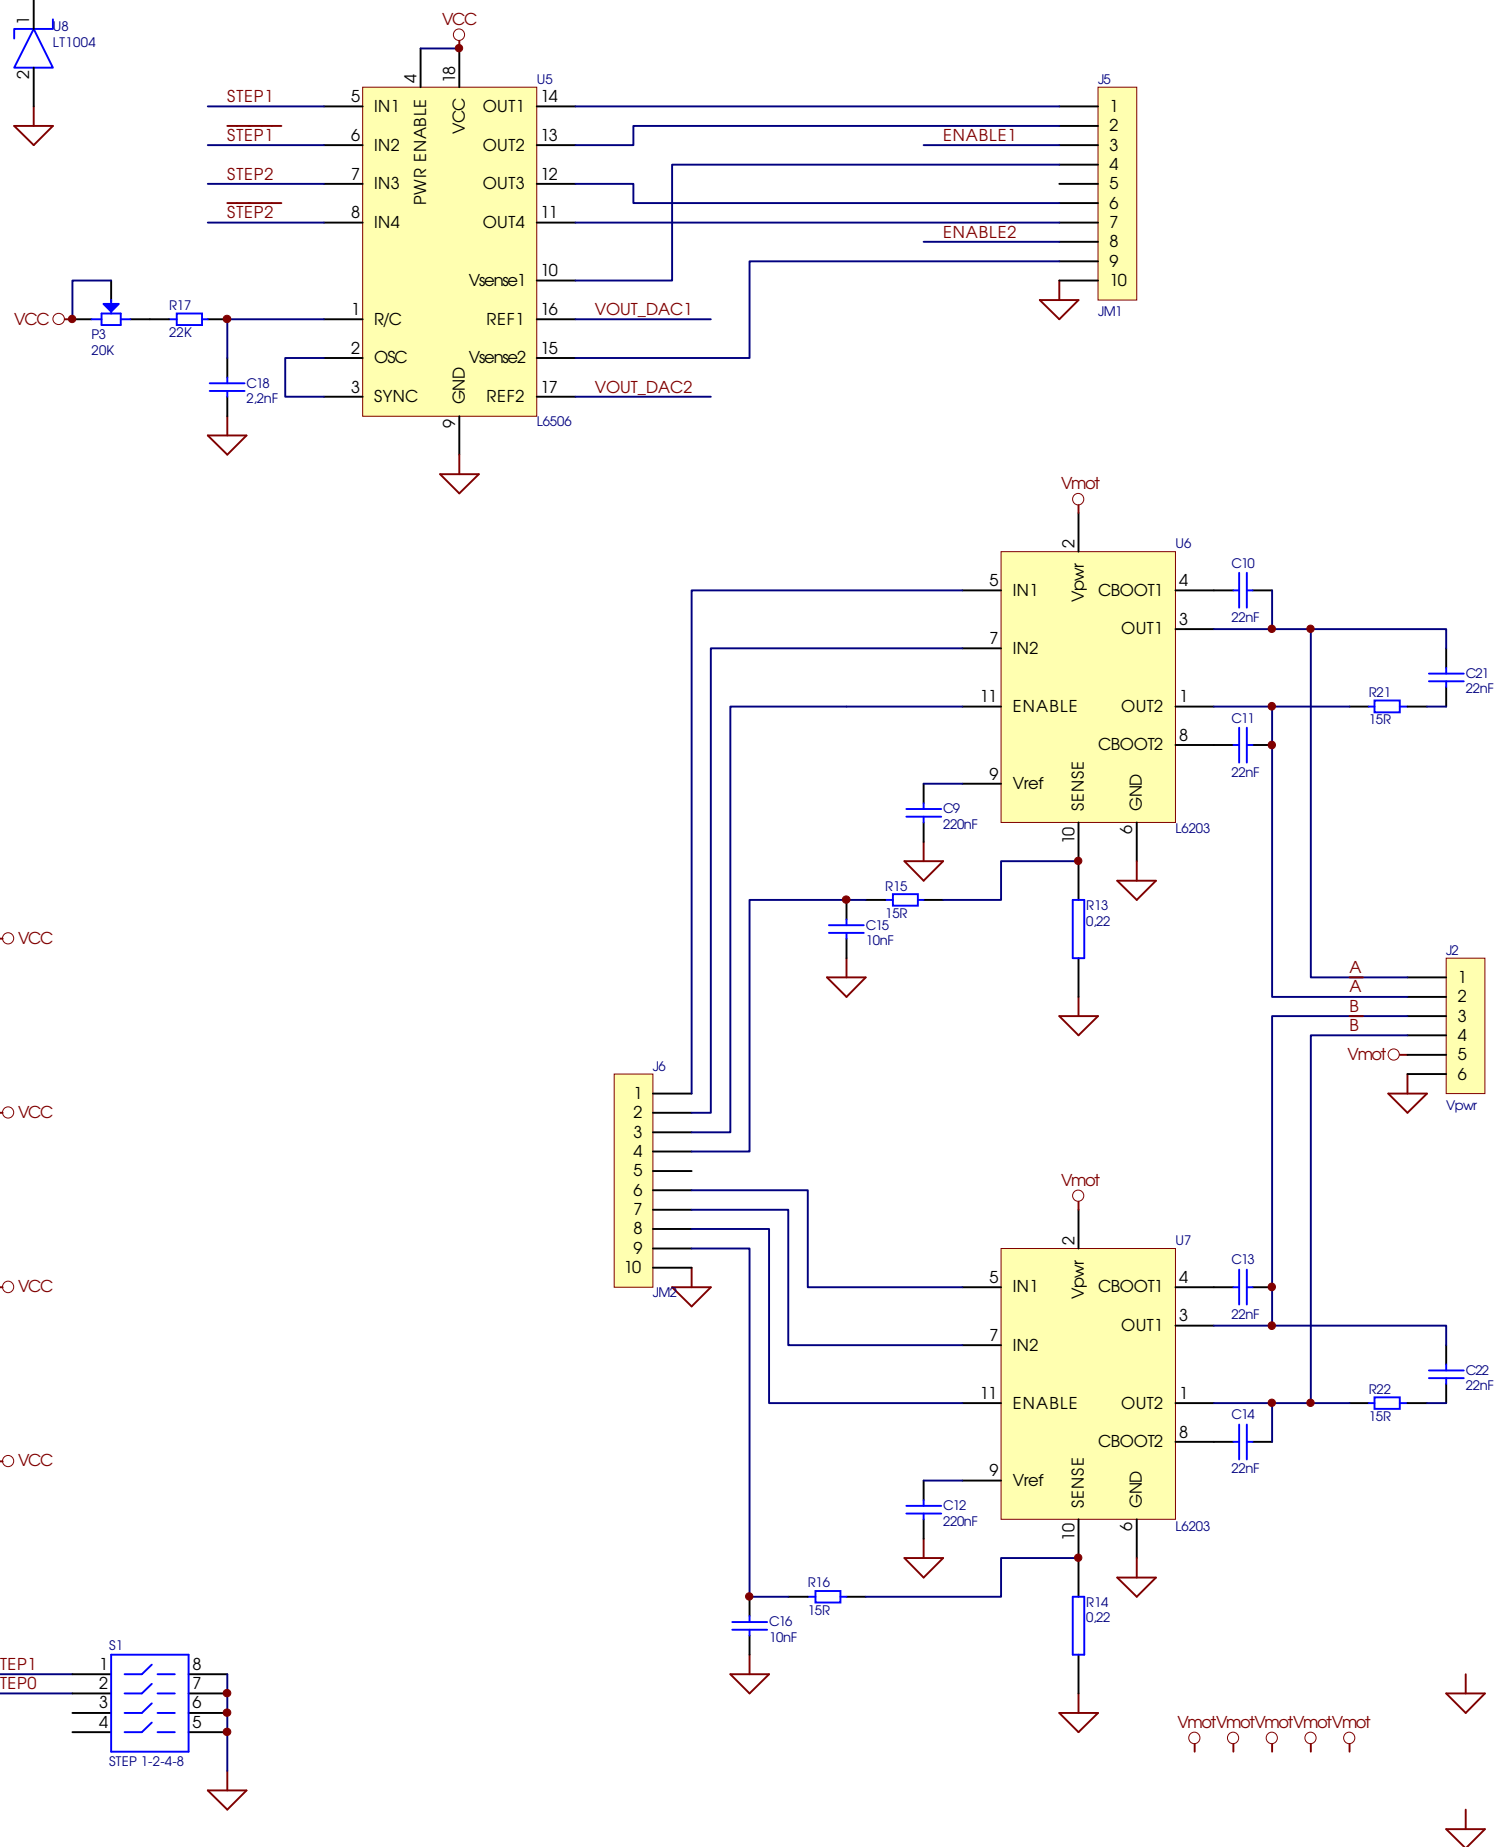 1
U8
LT1004
2
VCC
4
18
U5
PWR ENABLE
VCC
STEP1
5
IN1
OUT1
14
STEP1
6
IN2
OUT2
13
STEP2
7
IN3
OUT3
12
STEP2
8
IN4
OUT4
11
Vsense1
10
1
R/C
REF1
16
VOUT_DAC1
2
OSC
Vsense2
15
3
SYNC
REF2
17
VOUT_DAC2
GND
9
L6506
VCC
P3
20K
R17
22K
C18
2,2nF
J5
1
2
ENABLE1
3
4
5
6
7
ENABLE2
8
9
10
JM1
Vmot
2
U6
Vpwr
5
IN1
CBOOT1
4
C10
22nF
OUT1
3
7
IN2
C21
22nF
11
ENABLE
OUT2
1
R21
15R
C11
22nF
CBOOT2
8
9
Vref
SENSE
GND
10
6
L6203
C9
220nF
R15
15R
C15
10nF
R13
0,22
VCC
VCC
VCC
VCC
J2
A
1
A
2
B
3
B
4
Vmot
5
6
Vpwr
J6
1
2
3
4
5
6
7
8
9
10
JM2
Vmot
2
U7
Vpwr
5
IN1
CBOOT1
4
C13
22nF
OUT1
3
7
IN2
C22
22nF
11
ENABLE
OUT2
1
R22
15R
C14
22nF
CBOOT2
8
9
Vref
SENSE
GND
10
6
L6203
C12
220nF
R16
15R
C16
10nF
R14
0,22
S1
TEP1
1
8
TEP0
2
7
3
6
4
5
STEP 1-2-4-8
Vmot Vmot Vmot Vmot Vmot